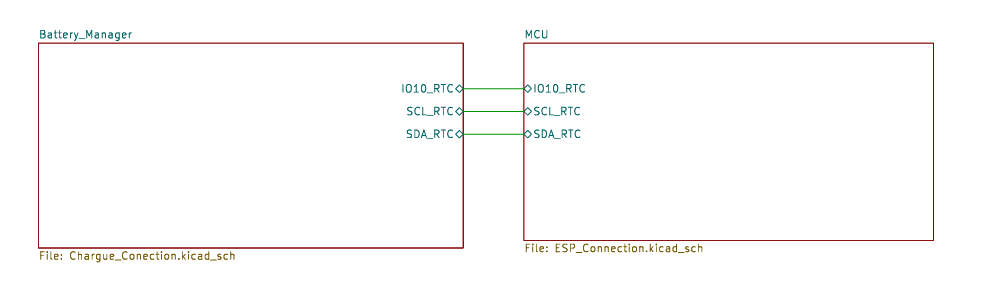 Battery_Manager
MCU
IO10_RTC
IO10_RTC
SCL_RTC
SCL_RTC
SDA_RTC
SDA_RTC
File: Chargue_Conection.kicad_sch
File: ESP_Connection.kicad_sch